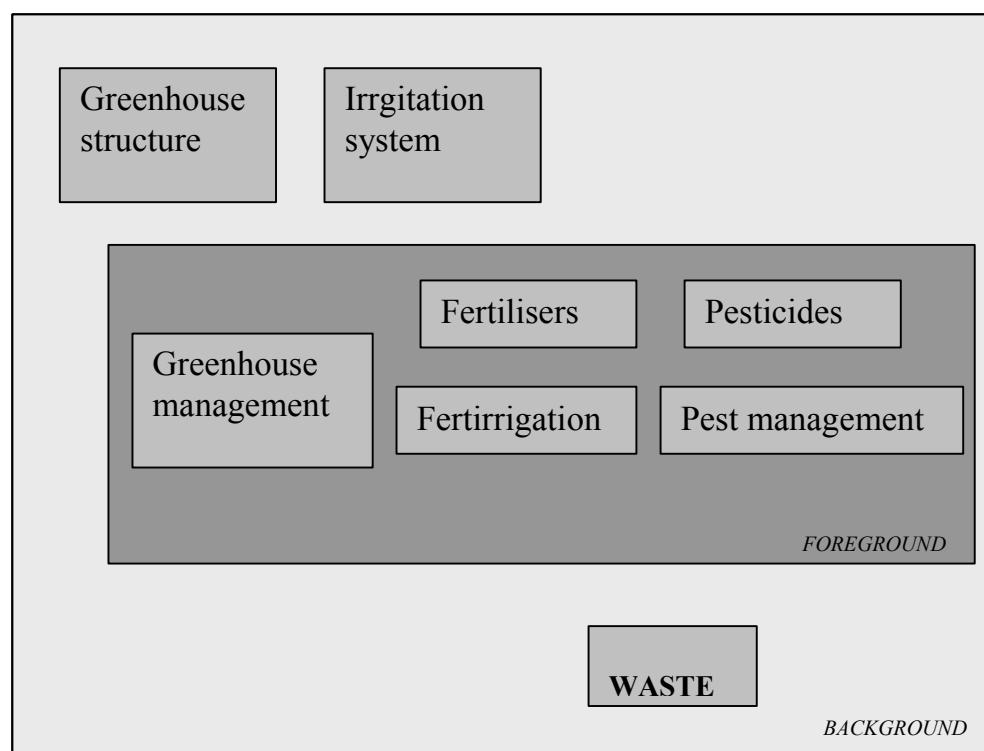 Greenhouse
structure
Irrgitation
system
Fertilisers
Pesticides
Greenhouse
management
Fertirrigation
Pest management
FOREGROUND
WASTE
BACKGROUND